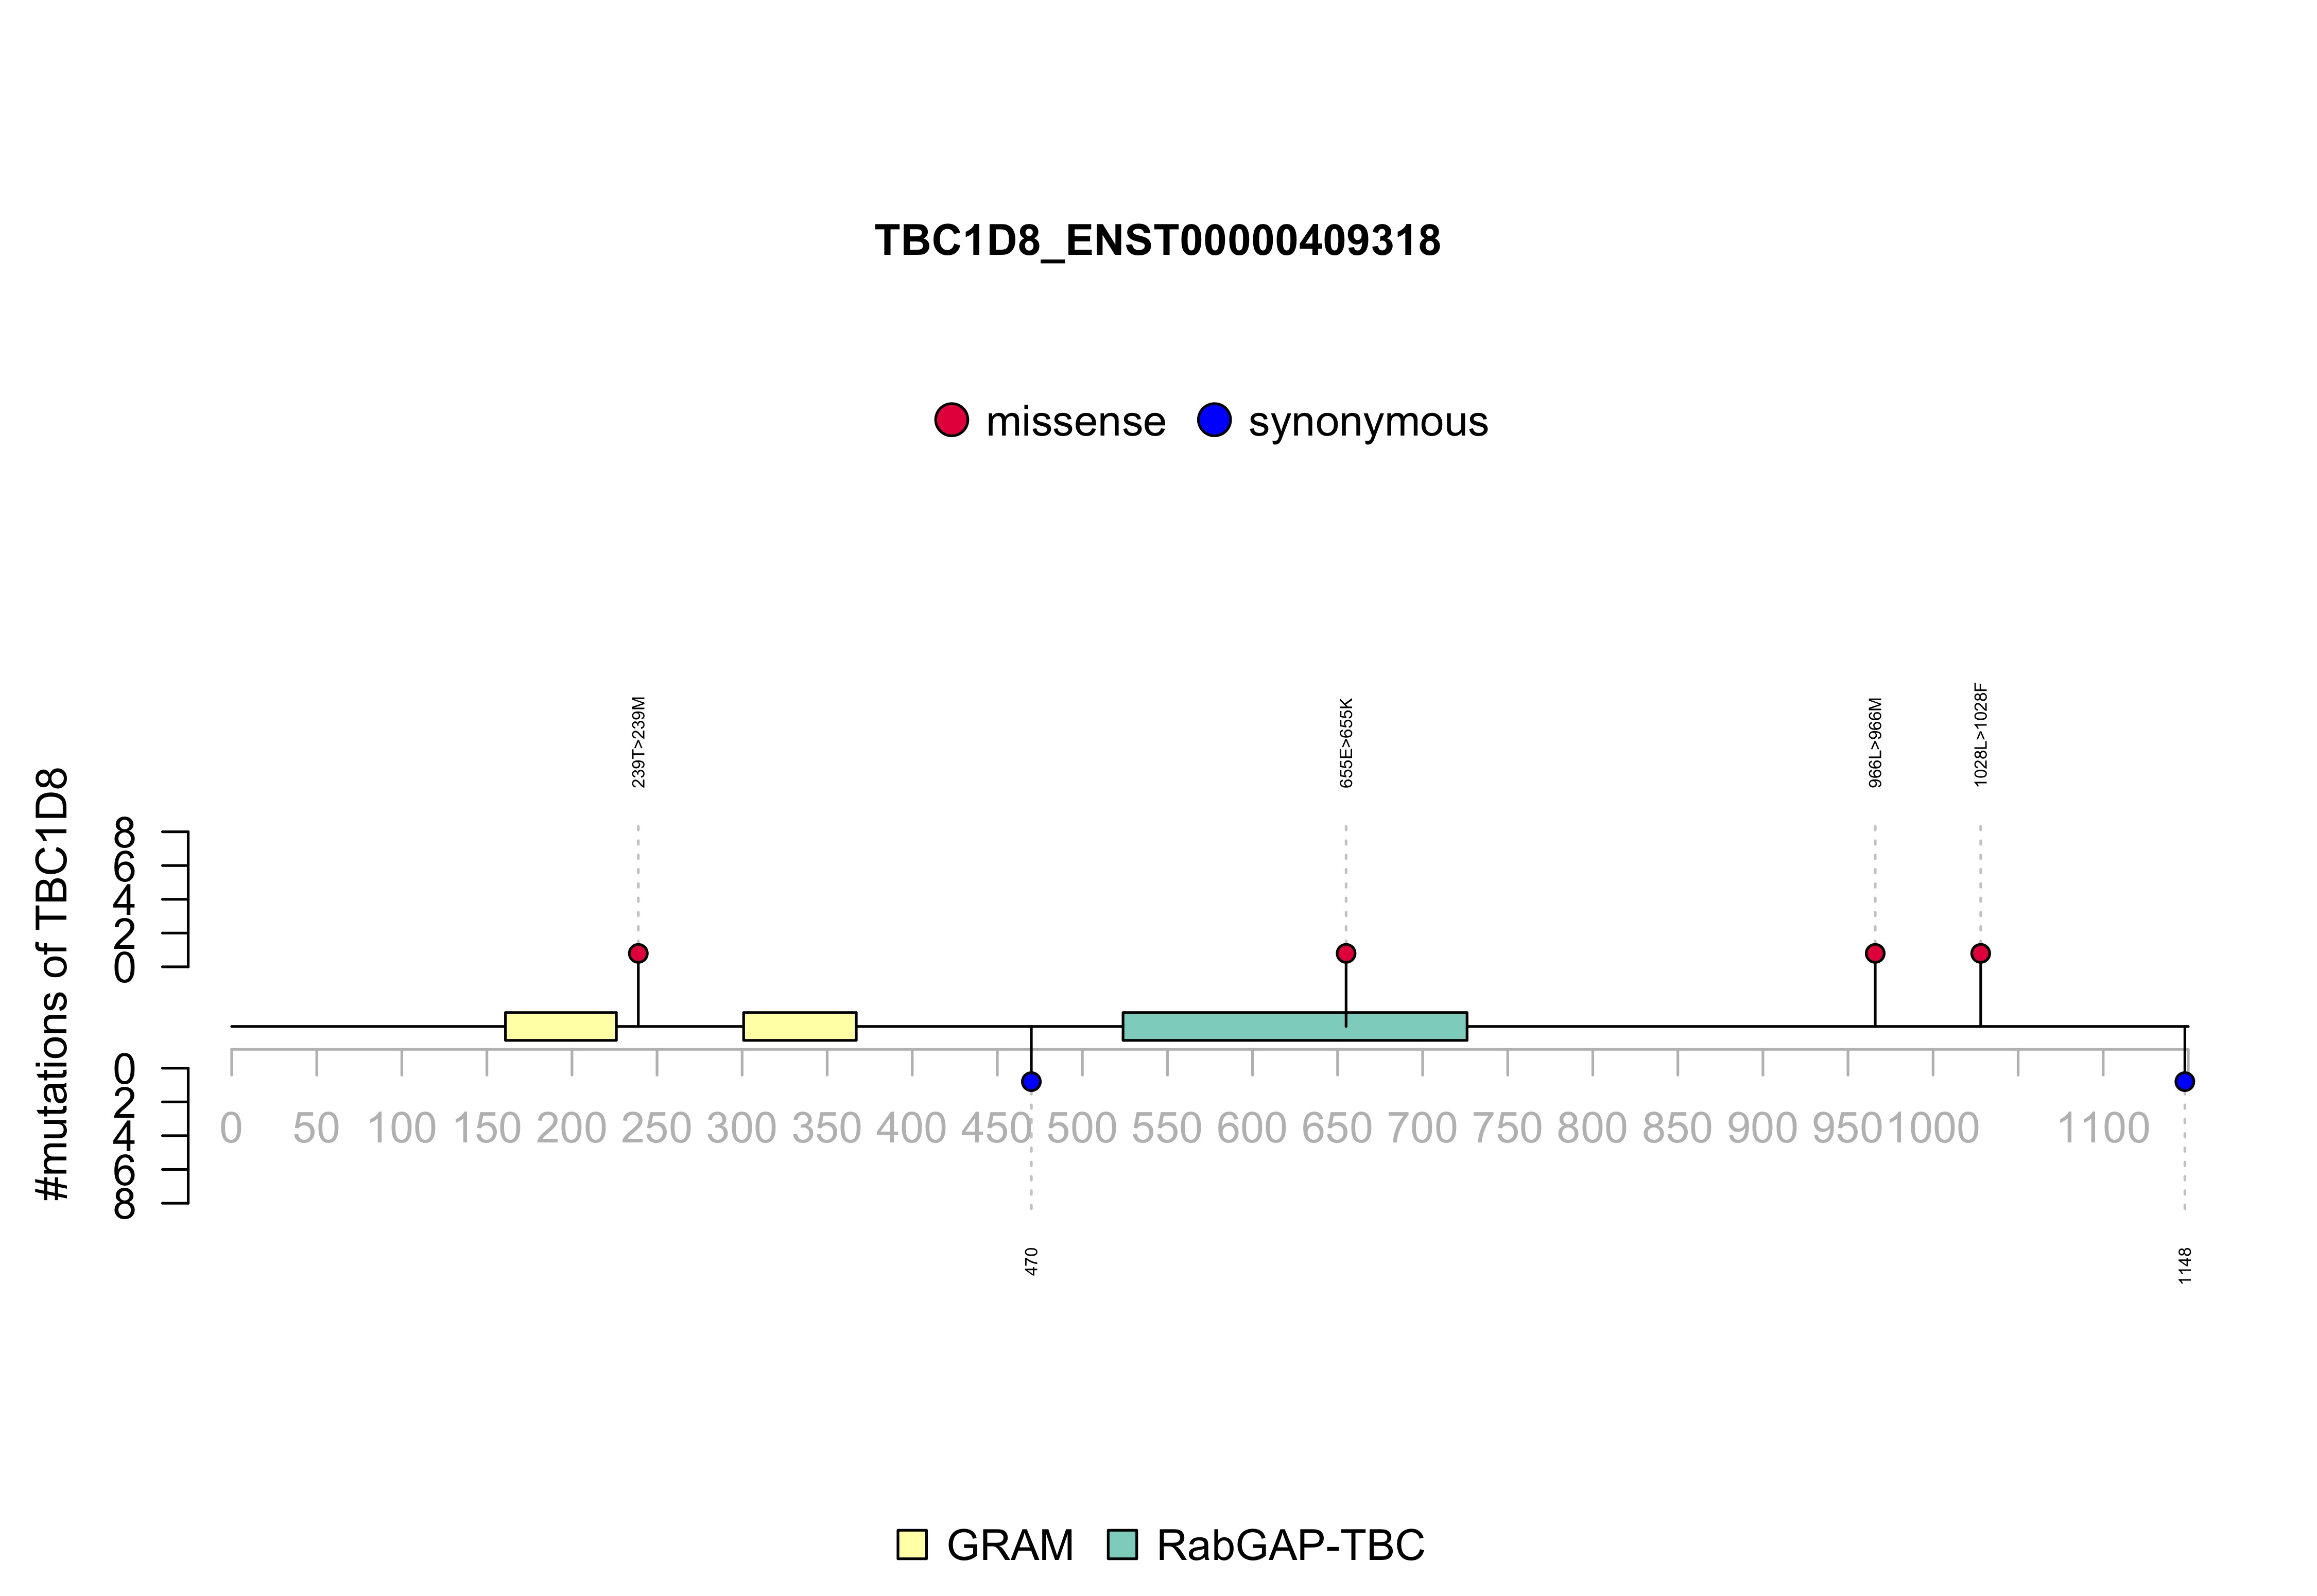 TBC1D8_ENST00000409318
missense synonymous
239T>239M 655E>655K 966L>966M 1028L>1028F
#mutations of TBC1D8
8
6
4
2
0
0
2
4
6
8
0 50 100 150 200 250 300 350 400 450 500 550 600 650 700 750 800 850 900 950 1000 1100
470 1148
GRAM RabGAP-TBC